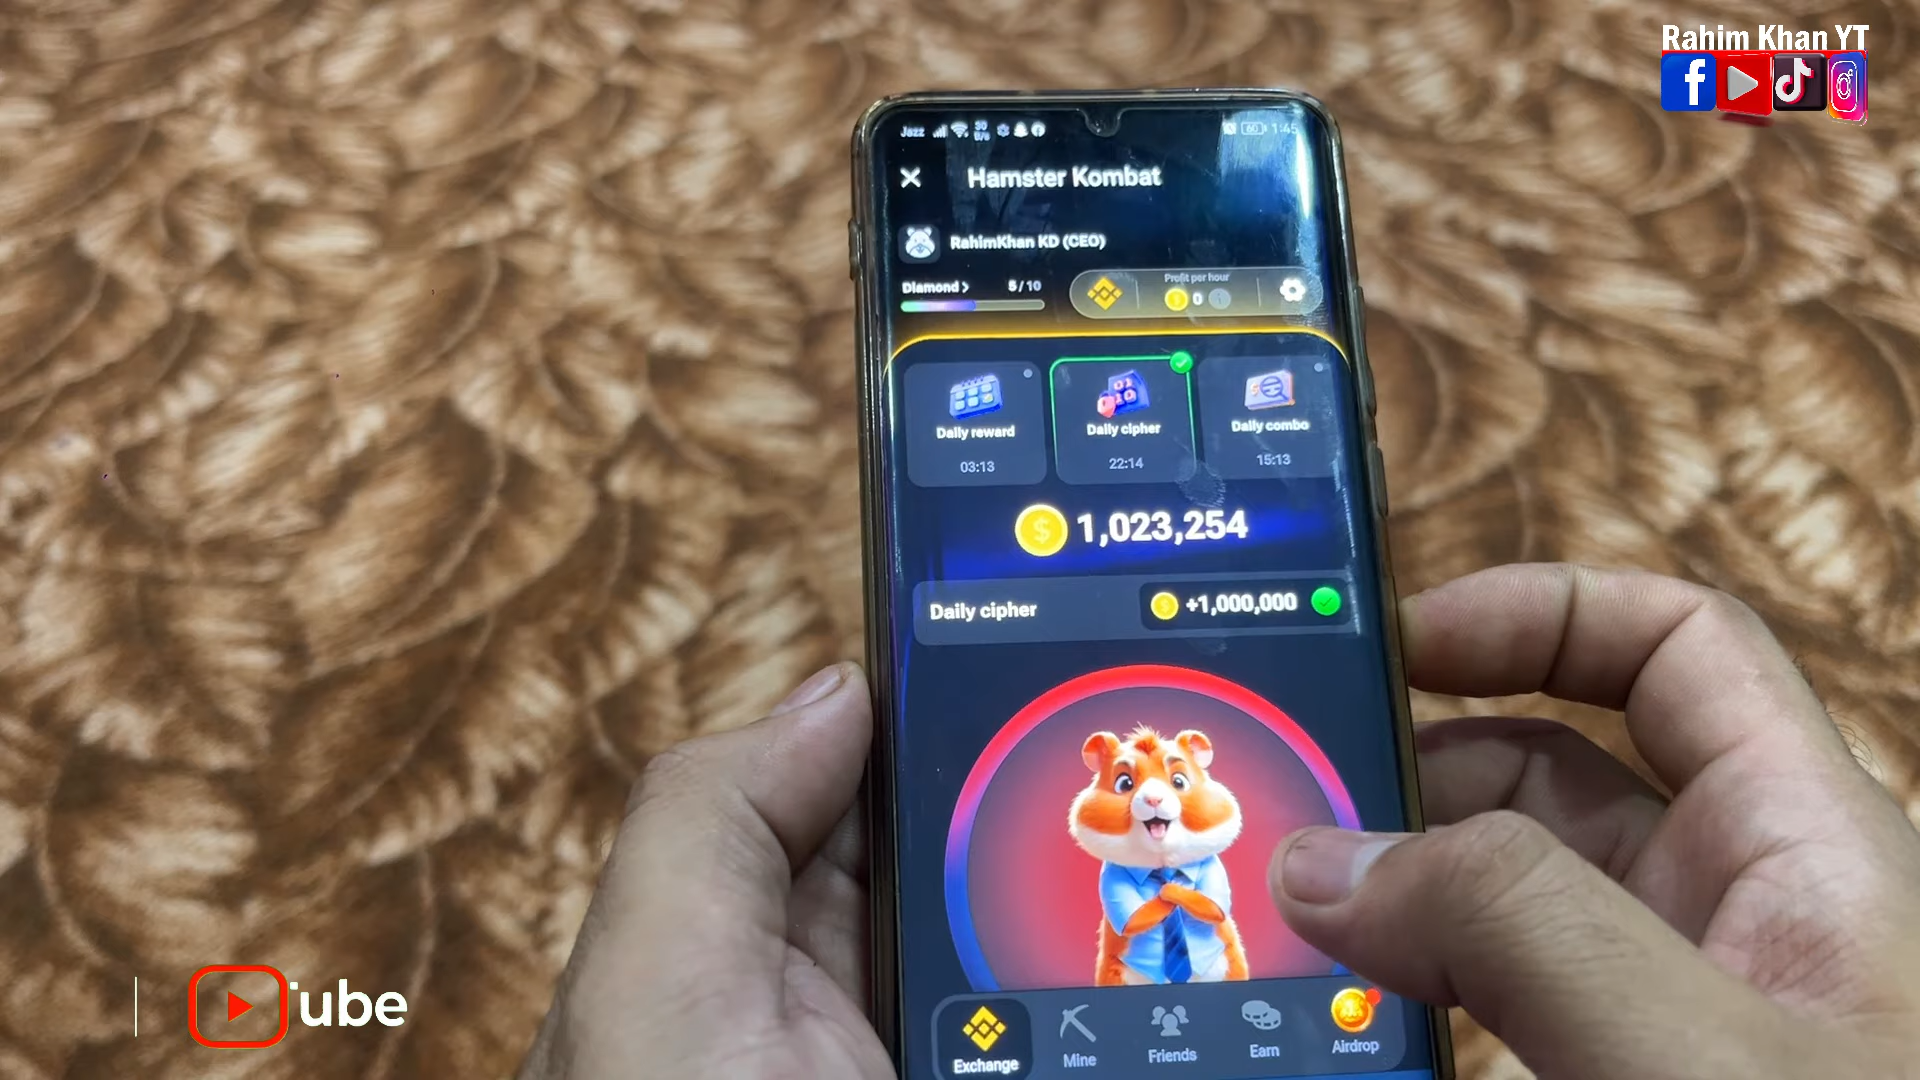 Rahim Khan YT
Jazz
1:45
Hamster Kombat
RahimKhan KD (CEO)
Diamond > 5/10
Profit per hour
0
Daily reward
03:13
Daily cipher
22:14
Daily combo
15:13
1,023,254
Daily cipher
+1,000,000
Exchange
Mine
Friends
Earn
Airdrop
ube